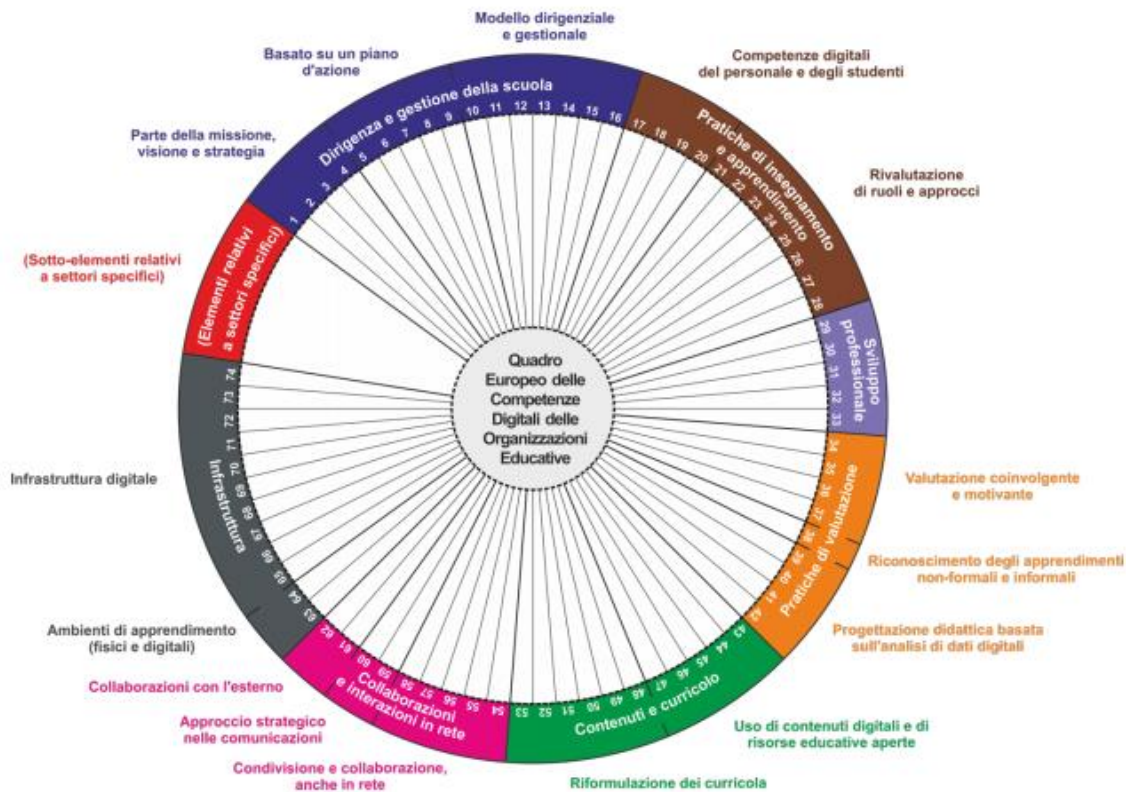 Modello dirigenziale
e gestionale
Basato su un piano
d'azione
Competenze digitali
del personale e degli studenti
Parte della missione,
visione e strategia
Rivalutazione
di ruoli e approcci
(Sotto-elementi relativi
a settori specifici)
Infrastruttura digitale
Valutazione coinvolgente
e motivante
Riconoscimento degli apprendimenti
non-formali e informali
Progettazione didattica basata
sull'analisi di dati digitali
Ambienti di apprendimento
(fisici e digitali)
Collaborazioni con l'esterno
Approccio strategico
nelle comunicazioni
Condivisione e collaborazione,
anche in rete
Uso di contenuti digitali e di
risorse educative aperte
Riformulazione dei curricola
Dirigenza e gestione della scuola
Pratiche di insegnamento
e apprendimento
Sviluppo
professionale
Pratiche di valutazione
Contenuti e curricolo
Collaborazioni
e interazioni in rete
Infrastruttura
(Elementi relativi
a settori specifici)
1 2 3 4 5 6 7 8 9 10 11 12 13 14 15 16
17 18 19 20 21 22 23 24 25 26 27 28
29 30 31 32 33
34 35 36 37 38 39 40 41 42
43 44 45 46 47 48 49 50 51 52 53
54 55 56 57 58 59 60 61 62
63 64 65 66 67 68 69 70 71 72 73 74
Quadro
Europeo delle
Competenze
Digitali delle
Organizzazioni
Educative